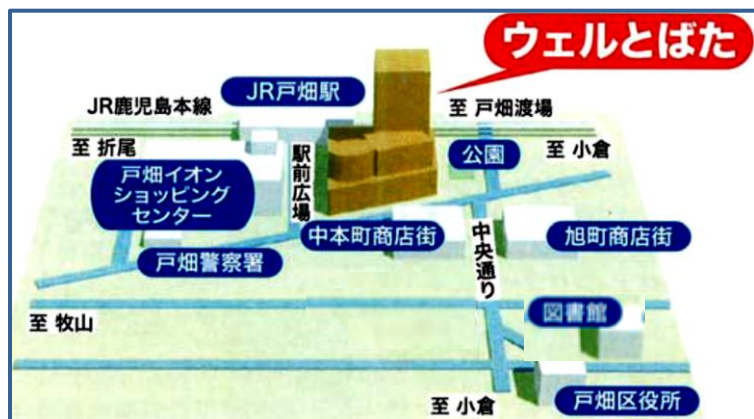 ウェルとばた
JR戸畑駅
JR鹿児島本線
至 戸畑渡場
至 折尾
公園
至 小倉
戸畑イオン
ショッピング
センター
駅前広場
中本町商店街
中央通り
旭町商店街
戸畑警察署
至 牧山
図書館
至 小倉
戸畑区役所